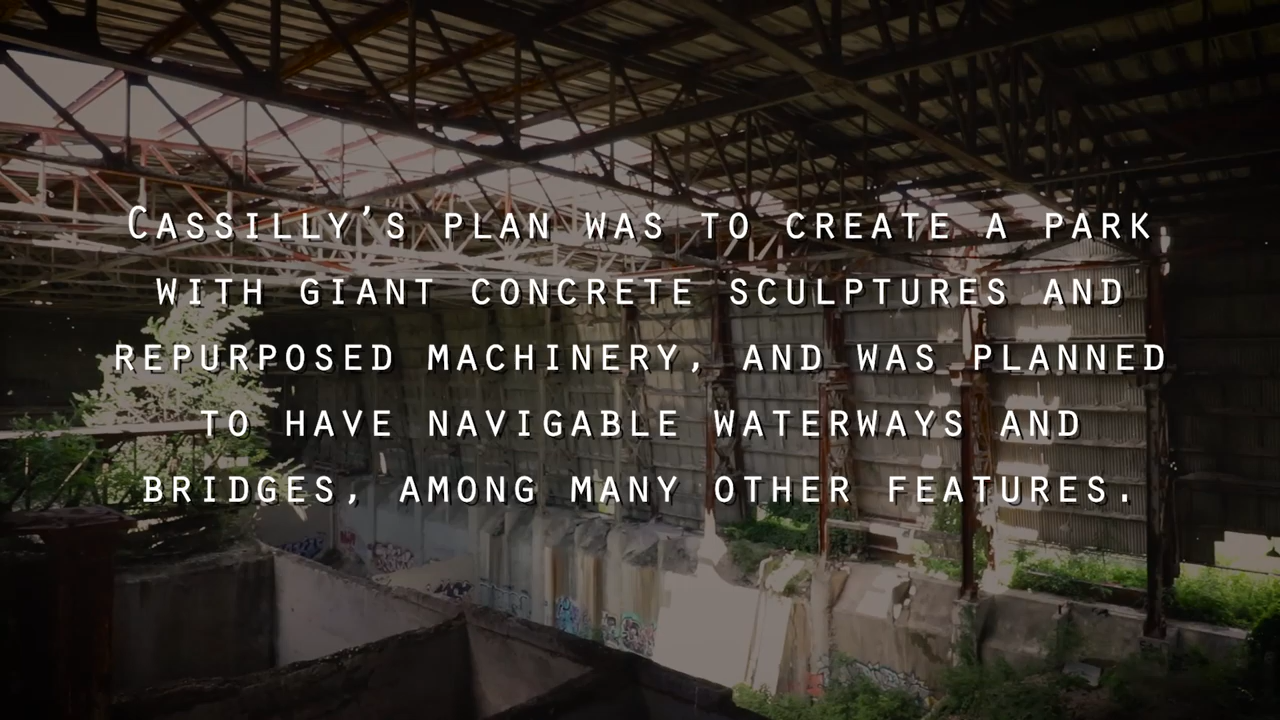 Cassilly's plan was to create a park
with giant concrete sculptures and
repurposed machinery, and was planned
to have navigable waterways and
bridges, among many other features.